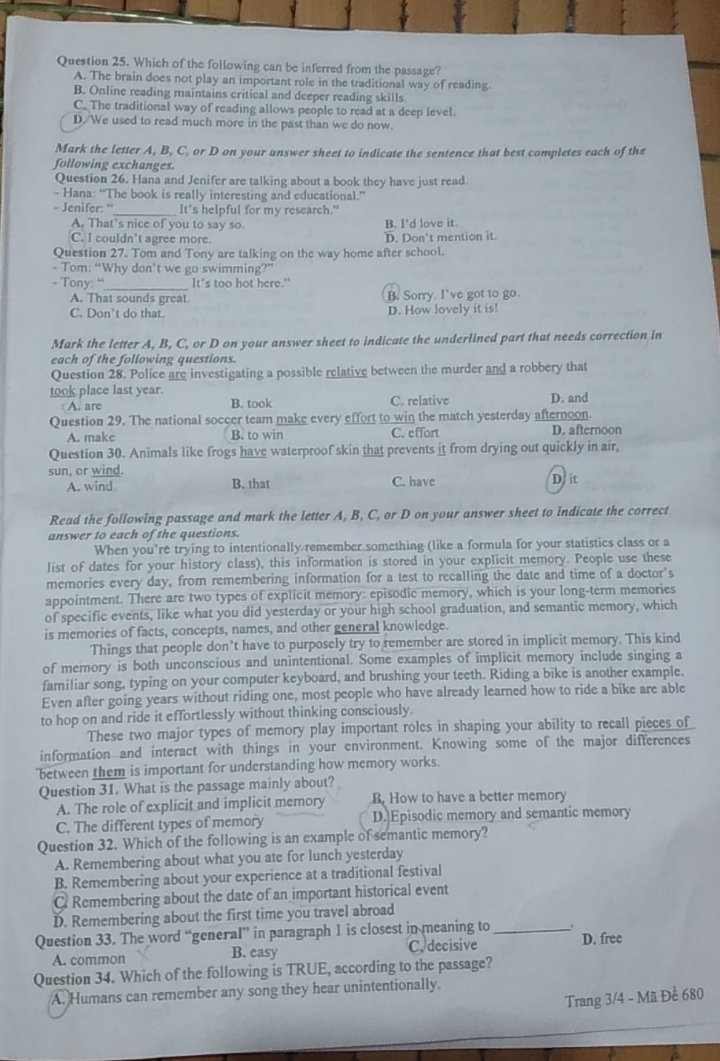 Question 25. Which of the following can be inferred from the passage?
A. The brain does not play an important role in the traditional way of reading.
B. Online reading maintains critical and deeper reading skills.
C. The traditional way of reading allows people to read at a deep level.
D. We used to read much more in the past than we do now.
Mark the letter A, B, C, or D on your answer sheet to indicate the sentence that best completes each of the
following exchanges.
Question 26. Hana and Jenifer are talking about a book they have just read.
- Hana: “The book is really interesting and educational.”
- Jenifer: “_________ It’s helpful for my research.”
A. That’s nice of you to say so. B. I’d love it.
C. I couldn’t agree more. D. Don’t mention it.
Question 27. Tom and Tony are talking on the way home after school.
- Tom: “Why don’t we go swimming?”
- Tony: “____________ It’s too hot here.”
A. That sounds great. B. Sorry. I’ve got to go.
C. Don’t do that. D. How lovely it is!
Mark the letter A, B, C, or D on your answer sheet to indicate the underlined part that needs correction in
each of the following questions.
Question 28. Police are investigating a possible relative between the murder and a robbery that
took place last year.
A. are B. took C. relative D. and
Question 29. The national soccer team make every effort to win the match yesterday afternoon.
A. make B. to win C. effort D. afternoon
Question 30. Animals like frogs have waterproof skin that prevents it from drying out quickly in air,
sun, or wind.
A. wind B. that C. have D. it
Read the following passage and mark the letter A, B, C, or D on your answer sheet to indicate the correct
answer to each of the questions.
When you’re trying to intentionally remember something (like a formula for your statistics class or a
list of dates for your history class), this information is stored in your explicit memory. People use these
memories every day, from remembering information for a test to recalling the date and time of a doctor’s
appointment. There are two types of explicit memory: episodic memory, which is your long-term memories
of specific events, like what you did yesterday or your high school graduation, and semantic memory, which
is memories of facts, concepts, names, and other general knowledge.
Things that people don’t have to purposely try to remember are stored in implicit memory. This kind
of memory is both unconscious and unintentional. Some examples of implicit memory include singing a
familiar song, typing on your computer keyboard, and brushing your teeth. Riding a bike is another example.
Even after going years without riding one, most people who have already learned how to ride a bike are able
to hop on and ride it effortlessly without thinking consciously.
These two major types of memory play important roles in shaping your ability to recall pieces of
information and interact with things in your environment. Knowing some of the major differences
between them is important for understanding how memory works.
Question 31. What is the passage mainly about?
A. The role of explicit and implicit memory B. How to have a better memory
C. The different types of memory D. Episodic memory and semantic memory
Question 32. Which of the following is an example of semantic memory?
A. Remembering about what you ate for lunch yesterday
B. Remembering about your experience at a traditional festival
C. Remembering about the date of an important historical event
D. Remembering about the first time you travel abroad
Question 33. The word “general” in paragraph 1 is closest in meaning to __________.
A. common B. easy C. decisive D. free
Question 34. Which of the following is TRUE, according to the passage?
A. Humans can remember any song they hear unintentionally.
Trang 3/4 - Mã Đề 680